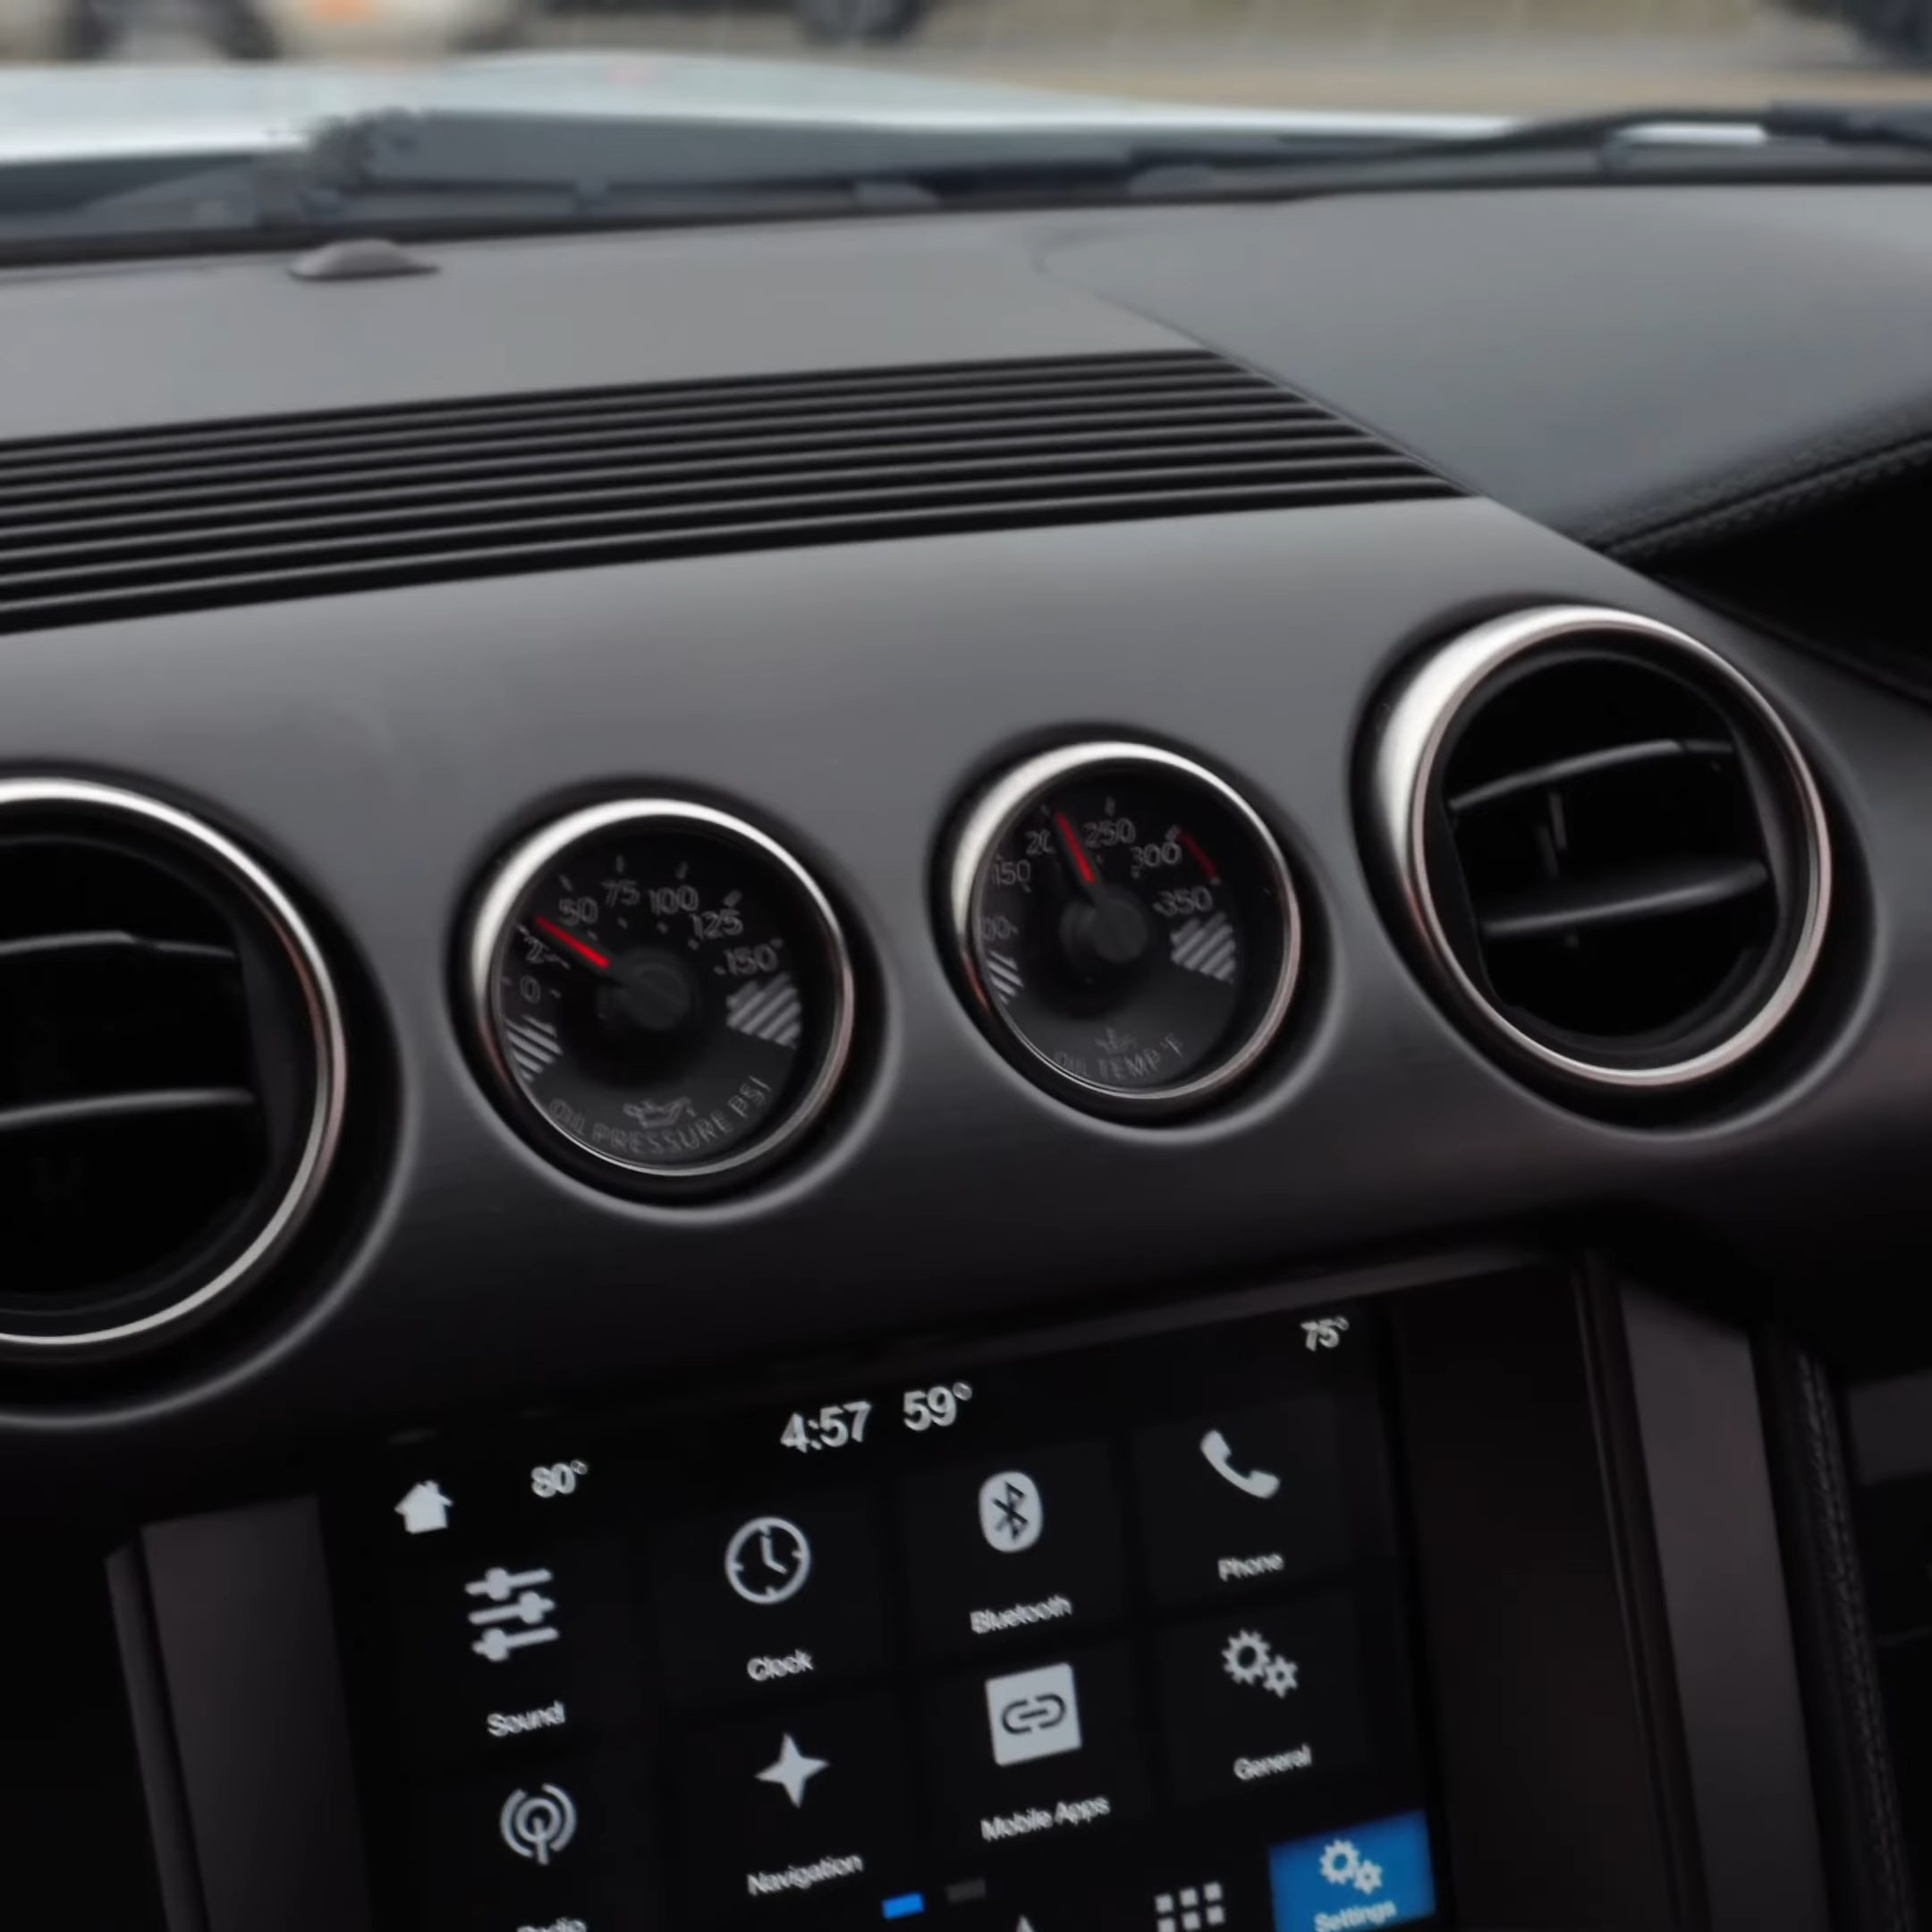 50
75
100
125
150
0
OIL PRESSURE PSI
150
250
300
350
OIL TEMP °F
75°
4:57 59°
80°
Phone
Bluetooth
Clock
Sound
General
Mobile Apps
Navigation
Radio
Settings